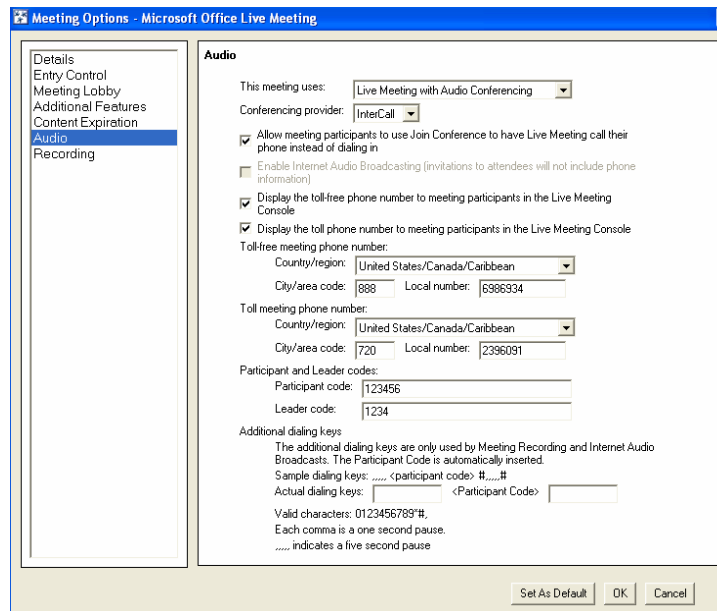 Meeting Options - Microsoft Office Live Meeting
Details
Entry Control
Meeting Lobby
Additional Features
Content Expiration
Audio
Recording
Audio
This meeting uses: Live Meeting with Audio Conferencing
Conferencing provider: InterCall
Allow meeting participants to use Join Conference to have Live Meeting call their
phone instead of dialing in
Enable Internet Audio Broadcasting (invitations to attendees will not include phone
information)
Display the toll-free phone number to meeting participants in the Live Meeting
Console
Display the toll phone number to meeting participants in the Live Meeting Console
Toll-free meeting phone number:
Country/region: United States/Canada/Caribbean
City/area code: 888 Local number: 6986934
Toll meeting phone number:
Country/region: United States/Canada/Caribbean
City/area code: 720 Local number: 2396091
Participant and Leader codes:
Participant code: 123456
Leader code: 1234
Additional dialing keys
The additional dialing keys are only used by Meeting Recording and Internet Audio
Broadcasts. The Participant Code is automatically inserted.
Sample dialing keys: ,,,,, <participant code> #,,,,,#
Actual dialing keys: <Participant Code>
Valid characters: 0123456789*#,
Each comma is a one second pause.
,,,,, indicates a five second pause
Set As Default OK Cancel